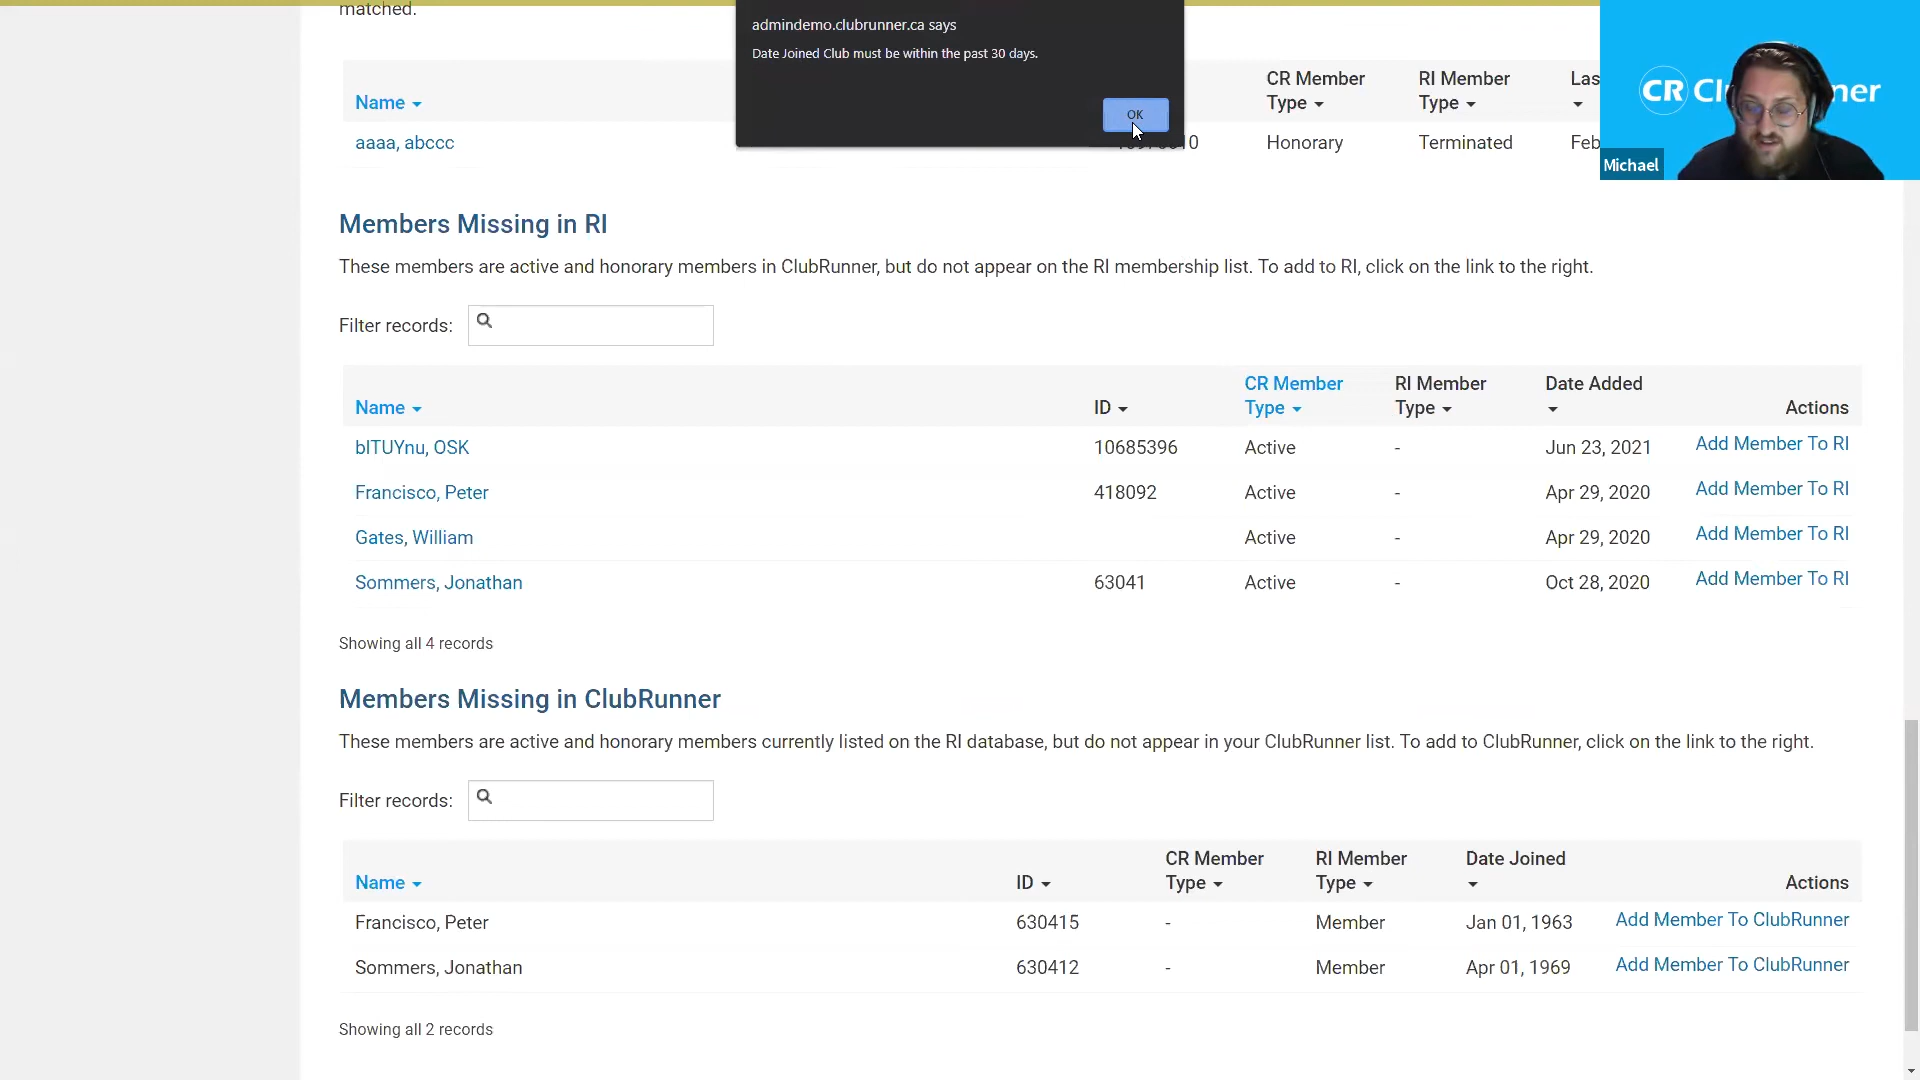 matched.
admindemo.clubrunner.ca says
Date Joined Club must be within the past 30 days.
OK
Name
CR Member Type
RI Member Type
aaaa, abccc
Honorary
Terminated
Feb
CR
Michael
Members Missing in RI
These members are active and honorary members in ClubRunner, but do not appear on the RI membership list. To add to RI, click on the link to the right.
Filter records:
Name ID CR Member Type RI Member Type Date Added Actions
bITUYnu, OSK 10685396 Active - Jun 23, 2021 Add Member To RI
Francisco, Peter 418092 Active - Apr 29, 2020 Add Member To RI
Gates, William Active - Apr 29, 2020 Add Member To RI
Sommers, Jonathan 63041 Active - Oct 28, 2020 Add Member To RI
Showing all 4 records
Members Missing in ClubRunner
These members are active and honorary members currently listed on the RI database, but do not appear in your ClubRunner list. To add to ClubRunner, click on the link to the right.
Filter records:
Name ID CR Member Type RI Member Type Date Joined Actions
Francisco, Peter 630415 - Member Jan 01, 1963 Add Member To ClubRunner
Sommers, Jonathan 630412 - Member Apr 01, 1969 Add Member To ClubRunner
Showing all 2 records